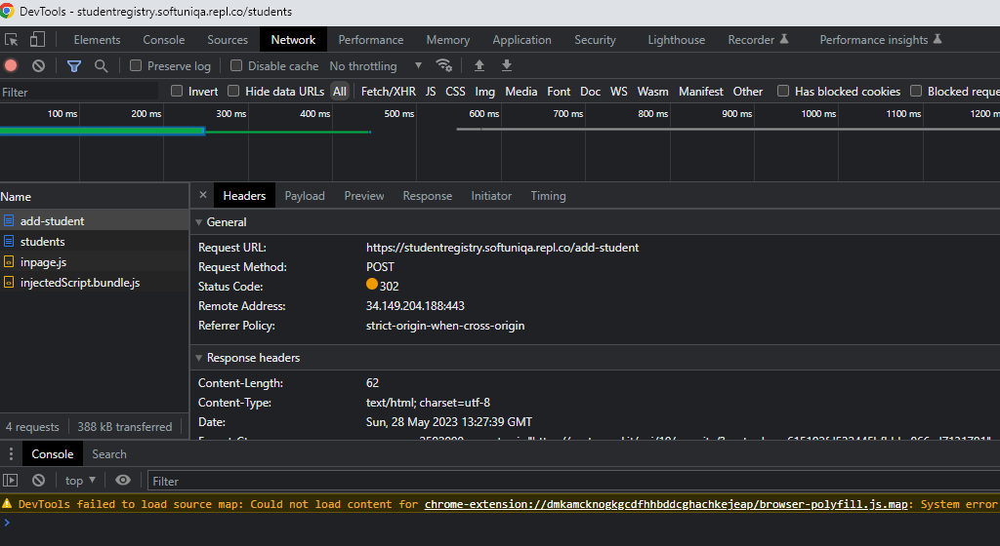 DevTools - studentregistry.softuniqa.repl.co/students
Elements Console Sources Network Performance Memory Application Security Lighthouse Recorder Performance insights
Preserve log Disable cache No throttling
Filter Invert Hide data URLs All Fetch/XHR JS CSS Img Media Font Doc WS Wasm Manifest Other Has blocked cookies Blocked reque
100 ms 200 ms 300 ms 400 ms 500 ms 600 ms 700 ms 800 ms 900 ms 1000 ms 1100 ms 1200 m
Name × Headers Payload Preview Response Initiator Timing
add-student
students
inpage.js
injectedScript.bundle.js
4 requests 388 kB transferred
General
Request URL: https://studentregistry.softuniqa.repl.co/add-student
Request Method: POST
Status Code: 302
Remote Address: 34.149.204.188:443
Referrer Policy: strict-origin-when-cross-origin
Response headers
Content-Length: 62
Content-Type: text/html; charset=utf-8
Date: Sun, 28 May 2023 13:27:39 GMT
Console Search
top Filter
DevTools failed to load source map: Could not load content for chrome-extension://dmkamcknogkgcdfhhbddcghachkejeap/browser-polyfill.js.map: System error